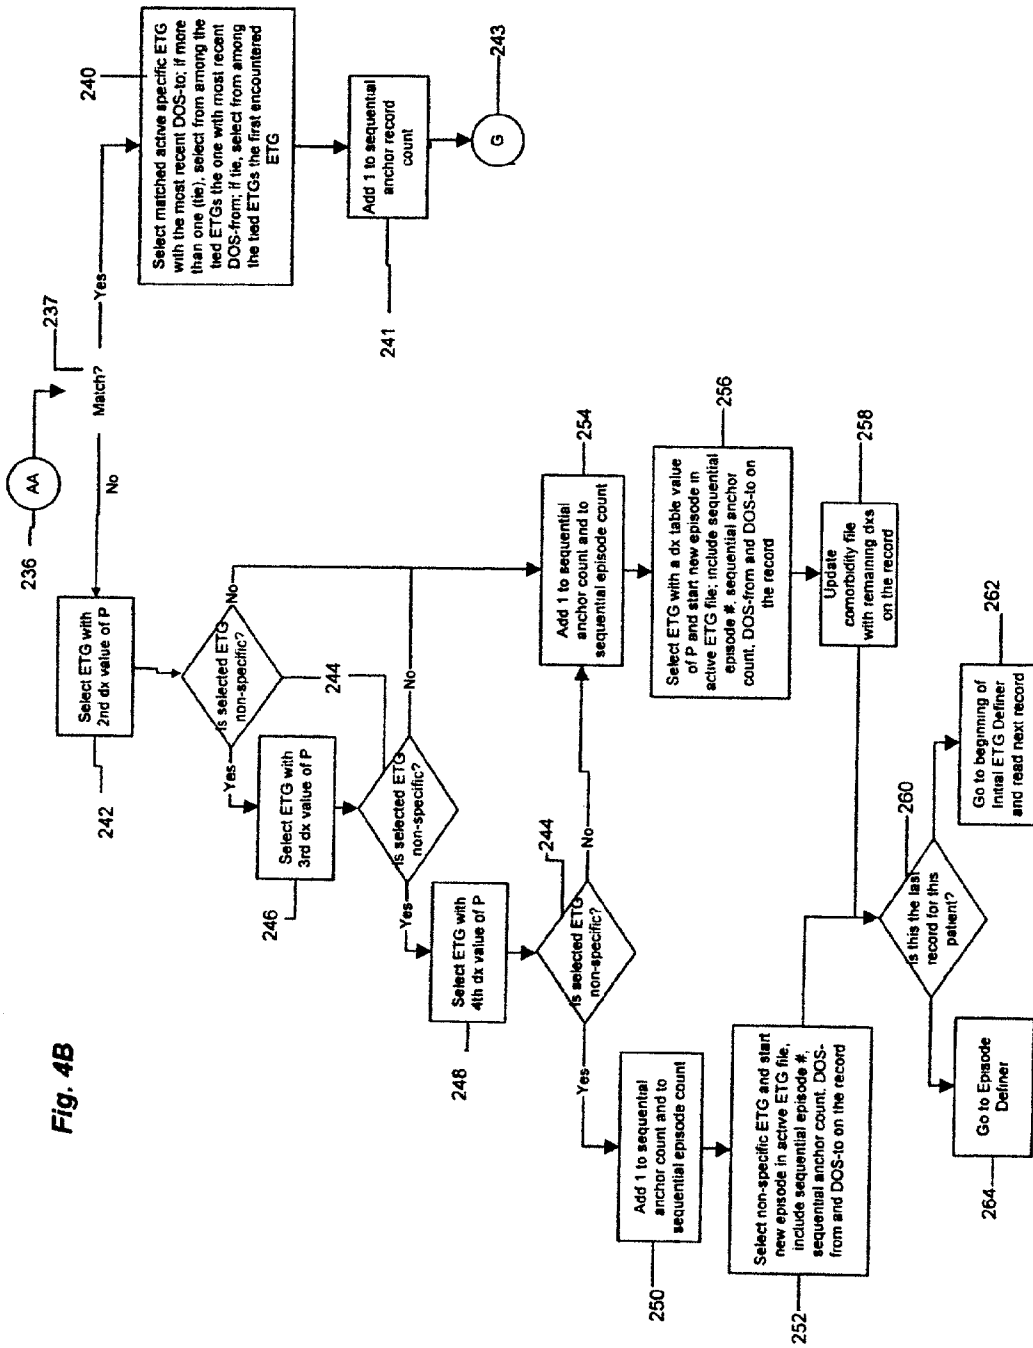 Fig. 4B
236
AA
237
Match?
Yes
No
240
Select matched active specific ETG
with the most recent DOS-to; if more
than one (tie), select from among the
tied ETGs the one with most recent
DOS-from; if tie, select from among
the tied ETGs the first encountered
ETG
241
Add 1 to sequential
anchor record
count
G
243
242
Select ETG with
2nd dx value of P
Is selected ETG
non-specific?
No
Yes
244
246
Select ETG with
3rd dx value of P
Is selected ETG
non-specific?
No
Yes
248
Select ETG with
4th dx value of P
244
Is selected ETG
non-specific?
No
Yes
254
Add 1 to sequential
anchor count and to
sequential episode count
256
Select ETG with a dx table value
of P and start new episode in
active ETG file; include sequential
episode #, sequential anchor
count, DOS-from and DOS-to on
the record
258
Update
comorbidity file
with remaining dxs
on the record
250
Add 1 to sequential
anchor count and to
sequential episode count
252
Select non-specific ETG and start
new episode in active ETG file,
include sequential episode #,
sequential anchor count, DOS-
from and DOS-to on the record
260
Is this the last
record for this
patient?
262
Go to beginning of
Initial ETG Definer
and read next record
264
Go to Episode
Definer